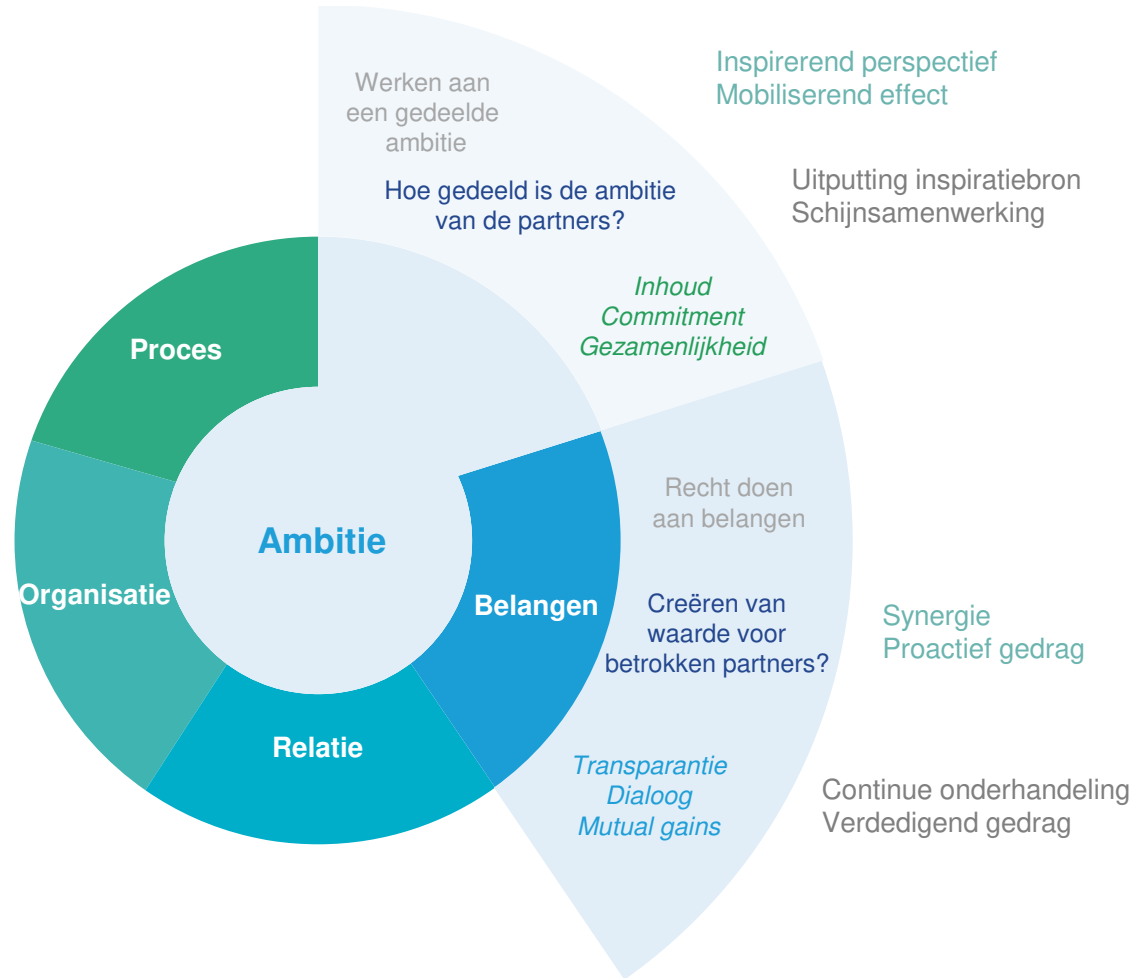 Inspirerend perspectief
Mobiliserend effect
Werken aan
een gedeelde
ambitie
Hoe gedeeld is de ambitie
van de partners?
Uitputting inspiratiebron
Schijnsamenwerking
Inhoud
Commitment
Gezamenlijkheid
Proces
Recht doen
aan belangen
Ambitie
Organisatie
Belangen
Creëren van
waarde voor
betrokken partners?
Synergie
Proactief gedrag
Relatie
Transparantie
Dialoog
Mutual gains
Continue onderhandeling
Verdedigend gedrag